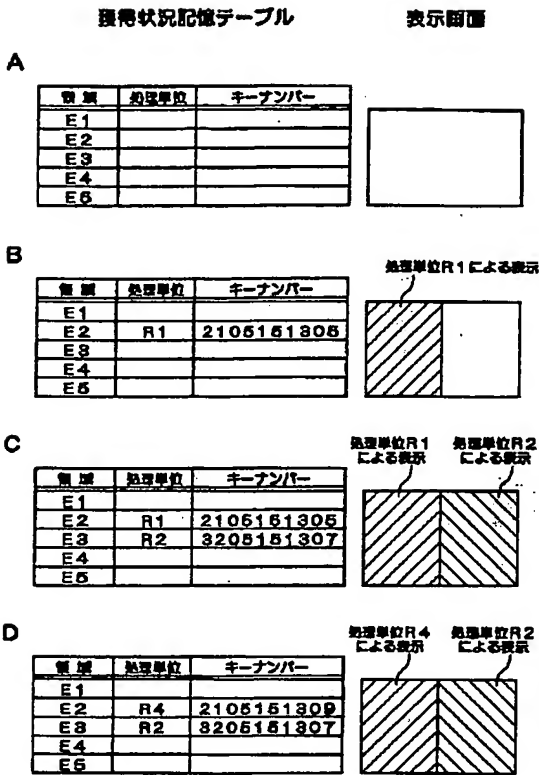 獲得状況記憶テーブル 表示画面
A
領域 処理単位 キーナンバー
E1
E2
E3
E4
E5
B
処理単位R1による表示
領域 処理単位 キーナンバー
E1
E2 R1 2105151305
E3
E4
E5
C
処理単位R1による表示 処理単位R2による表示
領域 処理単位 キーナンバー
E1
E2 R1 2105151305
E3 R2 3205151307
E4
E5
D
処理単位R4による表示 処理単位R2による表示
領域 処理単位 キーナンバー
E1
E2 R4 2105151309
E3 R2 3205151307
E4
E5